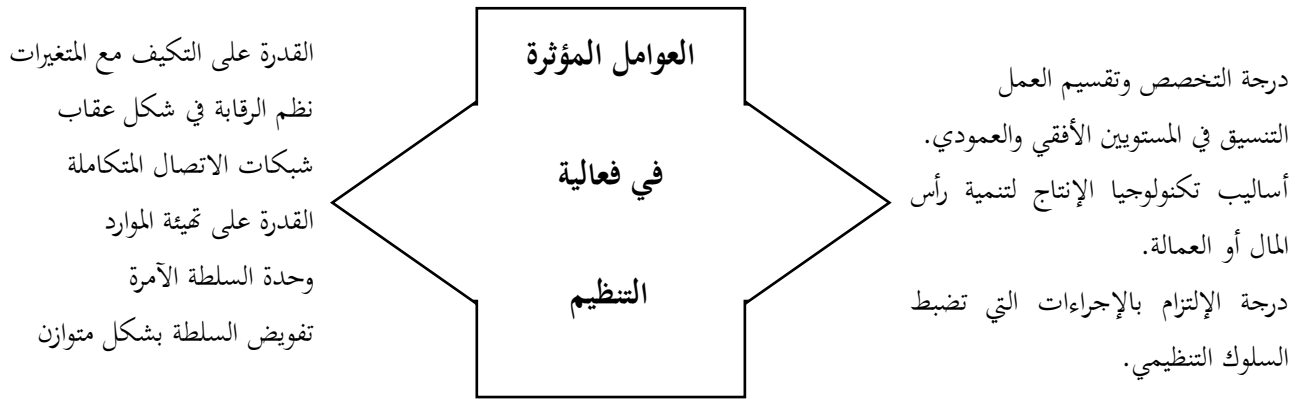 العوامل المؤثرة
في فعالية
التنظيم
درجة التخصص وتقسيم العمل
التنسيق في المستويين الأفقي والعمودي.
أساليب تكنولوجيا الإنتاج لتنمية رأس
المال أو العمالة.
درجة الإلتزام بالإجراءات التي تضبط
السلوك التنظيمي.
القدرة على التكيف مع المتغيرات
نظم الرقابة في شكل عقاب
شبكات الاتصال المتكاملة
القدرة على تهيئة الموارد
وحدة السلطة الآمرة
تفويض السلطة بشكل متوازن